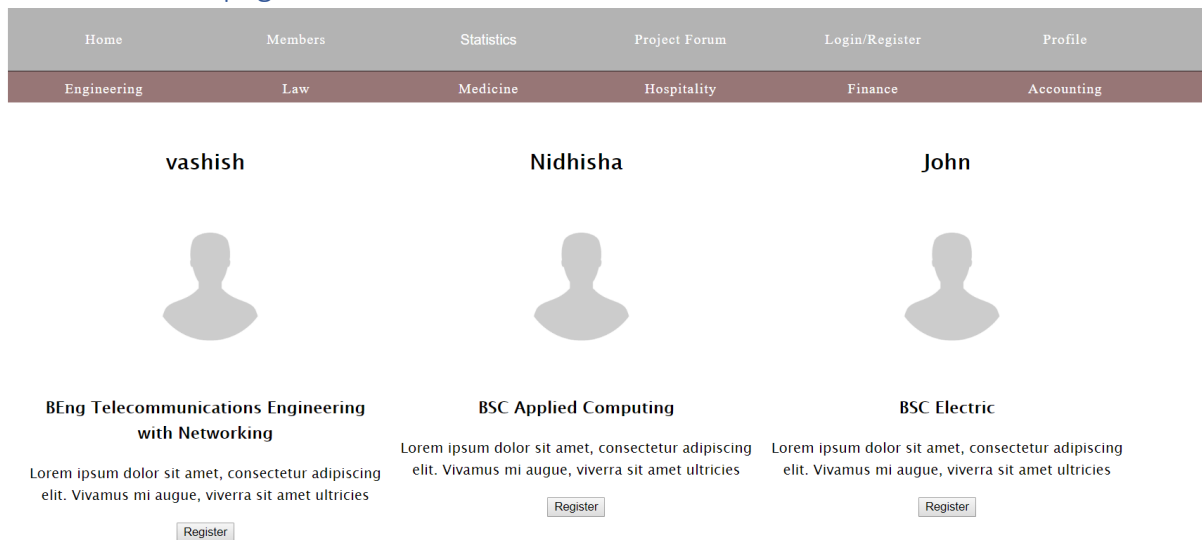 Home Members Statistics Project Forum Login/Register Profile
Engineering Law Medicine Hospitality Finance Accounting
vashish
BEng Telecommunications Engineering
with Networking
Lorem ipsum dolor sit amet, consectetur adipiscing
elit. Vivamus mi augue, viverra sit amet ultricies
Register
Nidhisha
BSC Applied Computing
Lorem ipsum dolor sit amet, consectetur adipiscing
elit. Vivamus mi augue, viverra sit amet ultricies
Register
John
BSC Electric
Lorem ipsum dolor sit amet, consectetur adipiscing
elit. Vivamus mi augue, viverra sit amet ultricies
Register